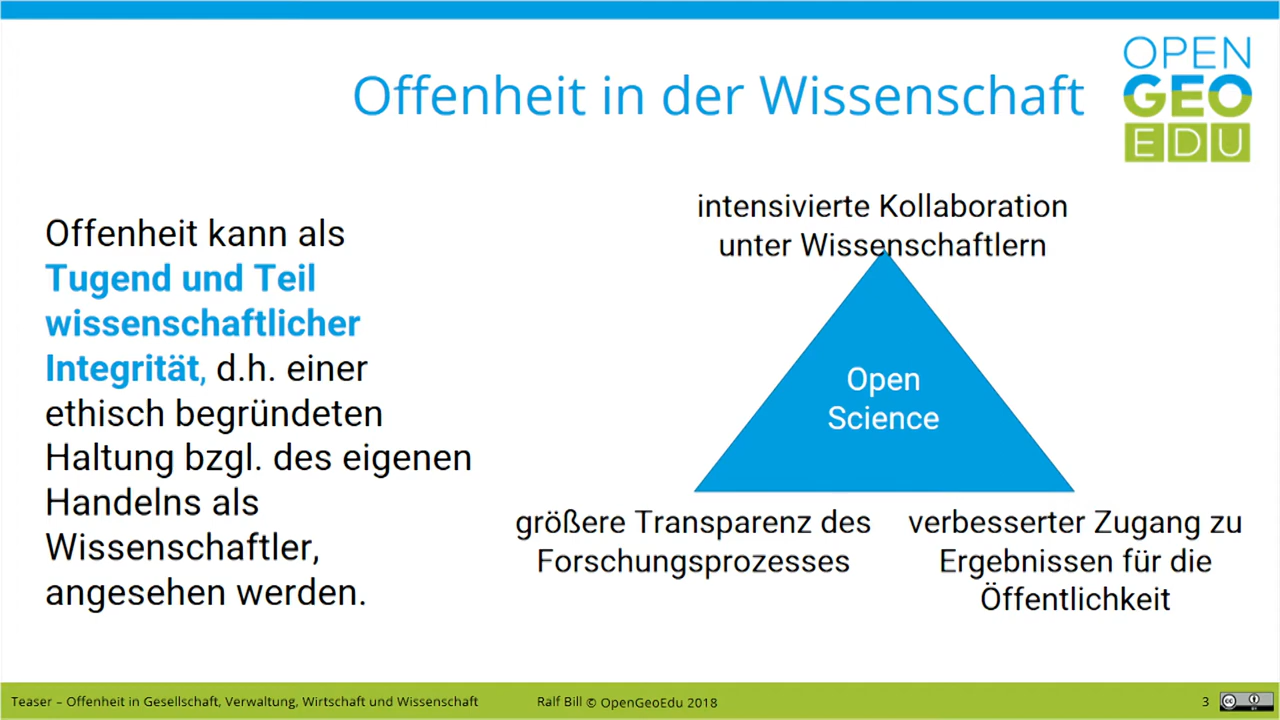 Offenheit in der Wissenschaft
OPEN
GEO
EDU
Offenheit kann als
Tugend und Teil
wissenschaftlicher
Integrität, d.h. einer
ethisch begründeten
Haltung bzgl. des eigenen
Handelns als
Wissenschaftler,
angesehen werden.
intensivierte Kollaboration
unter Wissenschaftlern
Open
Science
größere Transparenz des
Forschungsprozesses
verbesserter Zugang zu
Ergebnissen für die
Öffentlichkeit
Teaser – Offenheit in Gesellschaft, Verwaltung, Wirtschaft und Wissenschaft
Ralf Bill © OpenGeoEdu 2018
3
cc
BY